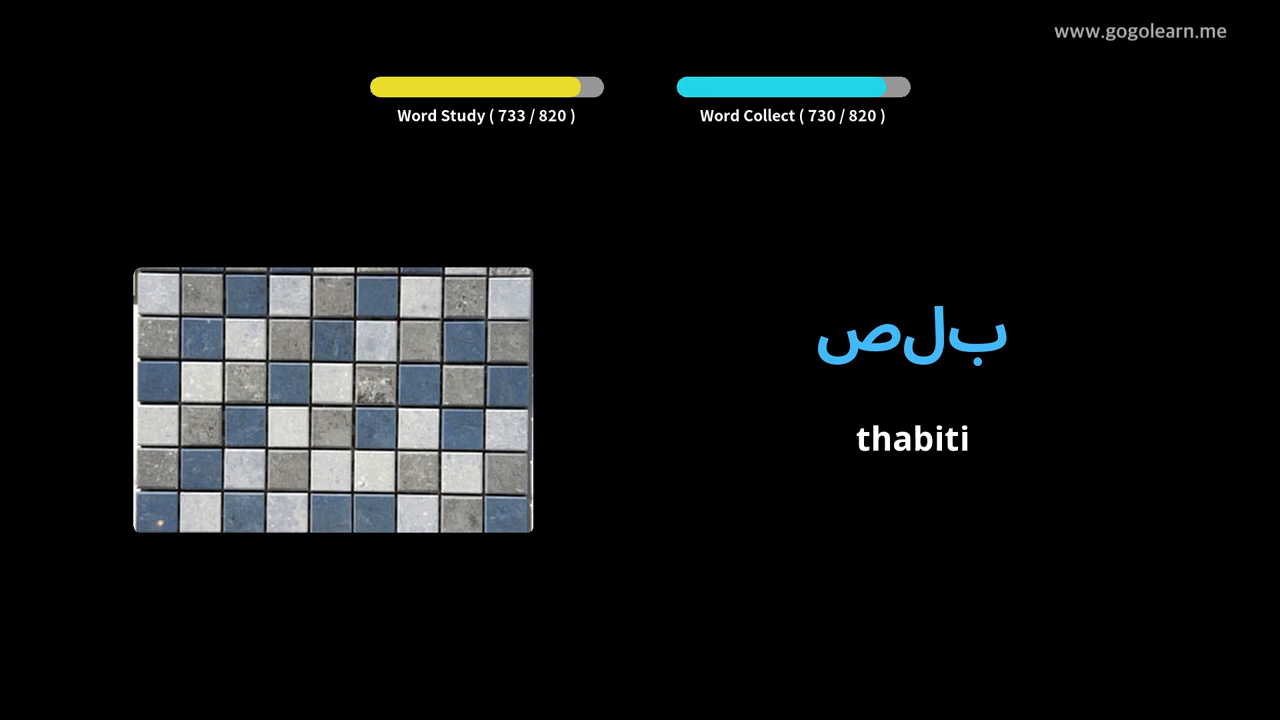 www.gogolearn.me
Word Study ( 733 / 820 )
Word Collect ( 730 / 820 )
بلص
thabiti